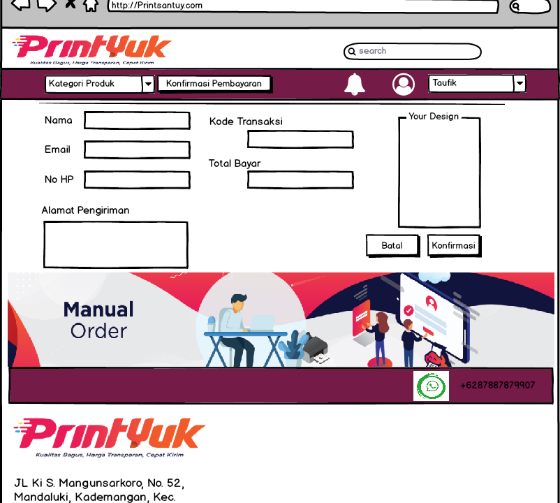 http://Printsantuy.com
PrintYuk
Kualitas Bagus, Harga Transparan, Cepat Kirim
search
Kategori Produk
Konfirmasi Pembayaran
Taufik
Nama
Kode Transaksi
Your Design
Email
Total Bayar
No HP
Alamat Pengiriman
Batal
Konfirmasi
Manual
Order
+6287887879907
PrintYuk
Kualitas Bagus, Harga Transparan, Cepat Kirim
JL Ki S. Mangunsarkoro, No. 52,
Mandaluki, Kademangan, Kec.